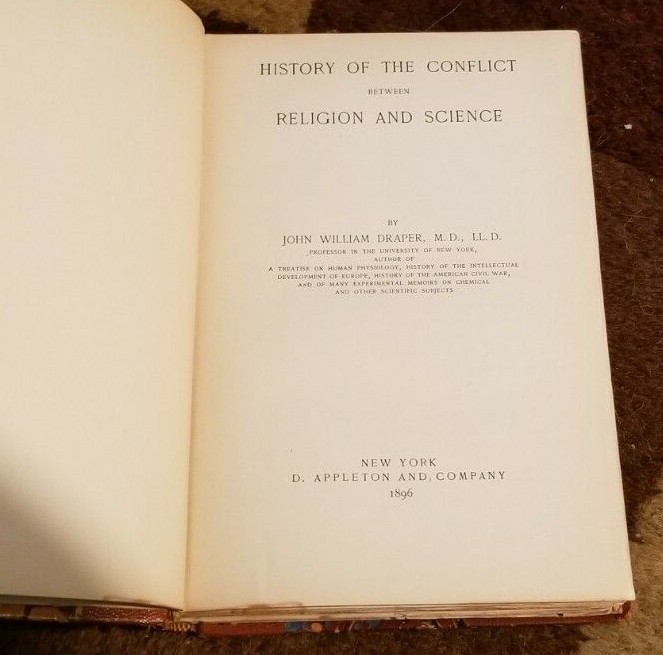 HISTORY OF THE CONFLICT
BETWEEN
RELIGION AND SCIENCE
BY
JOHN WILLIAM DRAPER, M.D., LL.D.
PROFESSOR IN THE UNIVERSITY OF NEW YORK,
AUTHOR OF
A TREATISE ON HUMAN PHYSIOLOGY, HISTORY OF THE INTELLECTUAL
DEVELOPMENT OF EUROPE, HISTORY OF THE AMERICAN CIVIL WAR,
AND OF MANY EXPERIMENTAL MEMOIRS ON CHEMICAL
AND OTHER SCIENTIFIC SUBJECTS
NEW YORK
D. APPLETON AND COMPANY
1896